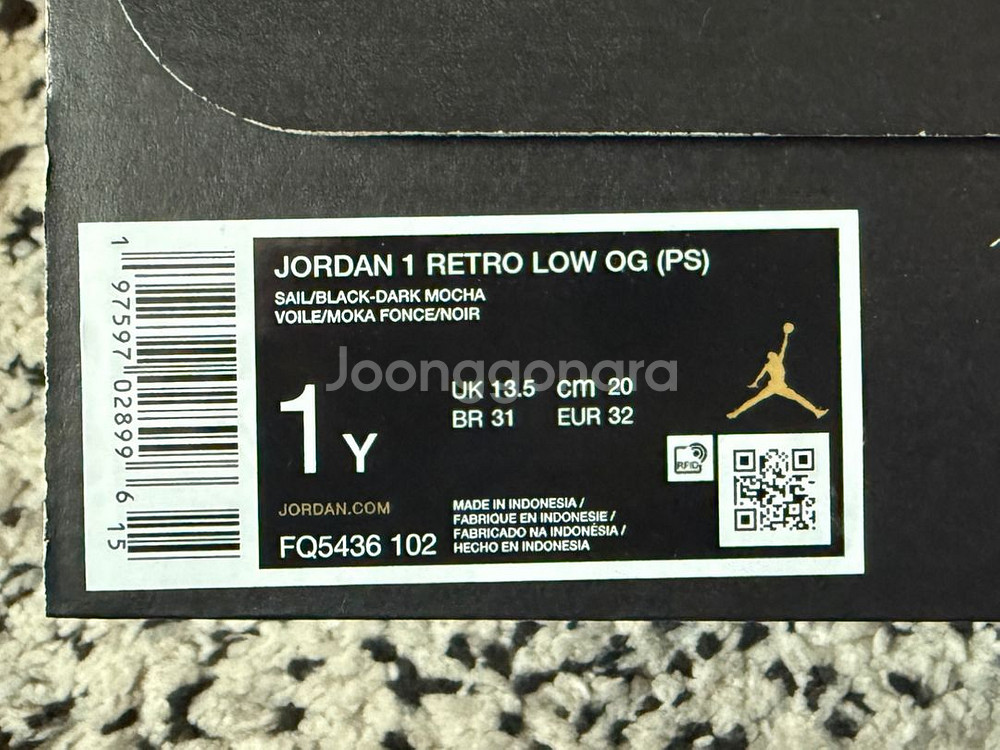 JORDAN 1 RETRO LOW OG (PS)
SAIL/BLACK-DARK MOCHA
VOILE/MOKA FONCE/NOIR
Joonggonara
1Y
UK 13.5 cm 20
BR 31 EUR 32
RFID
JORDAN.COM
FQ5436 102
MADE IN INDONESIA /
FABRIQUE EN INDONESIE /
FABRICADO NA INDONÉSIA /
HECHO EN INDONESIA
1 97597 02899 6 15